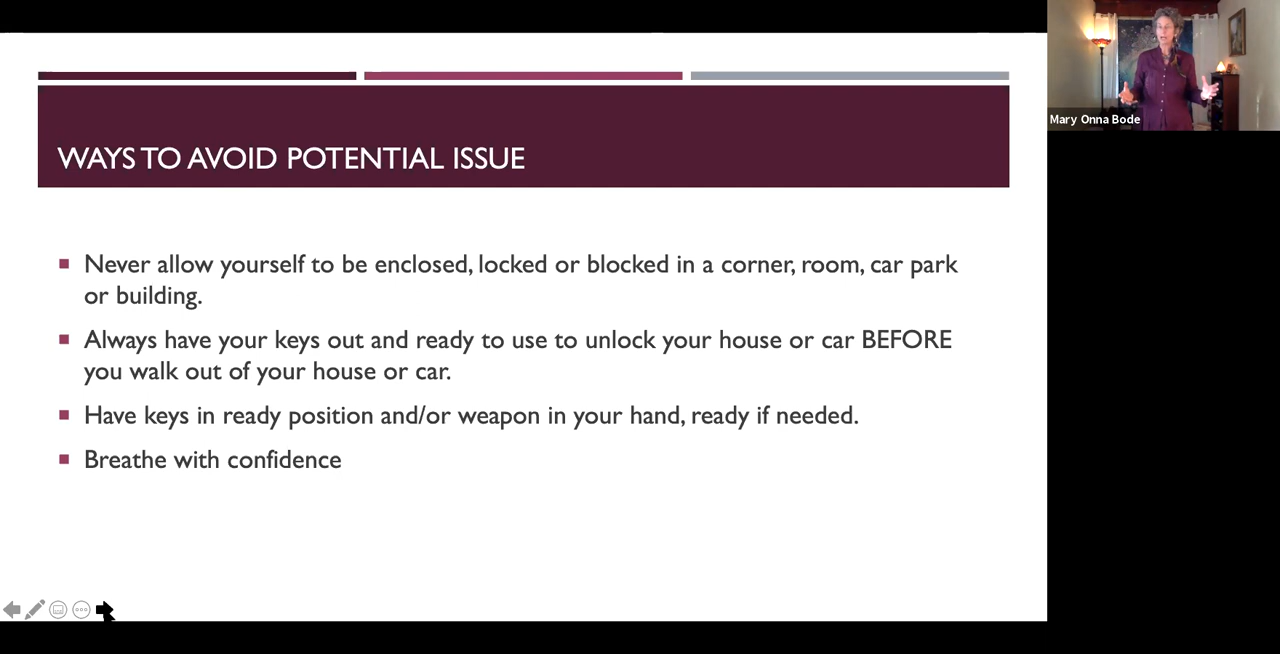 WAYS TO AVOID POTENTIAL ISSUE
Never allow yourself to be enclosed, locked or blocked in a corner, room, car park
or building.
Always have your keys out and ready to use to unlock your house or car BEFORE
you walk out of your house or car.
Have keys in ready position and/or weapon in your hand, ready if needed.
Breathe with confidence
Mary Onna Bode